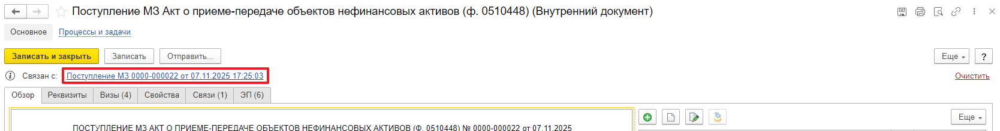 Поступление МЗ Акт о приеме-передаче объектов нефинансовых активов (ф. 0510448) (Внутренний документ)
Основное Процессы и задачи
Записать и закрыть Записать Отправить... Еще ?
Связан с: Поступление МЗ 0000-000022 от 07.11.2025 17:25:03 Очистить
Обзор Реквизиты Визы (4) Свойства Связи (1) ЭП (6)
Еще
ПОСТУПЛЕНИЕ МЗ АКТ О ПРИЕМЕ-ПЕРЕДАЧЕ ОБЪЕКТОВ НЕФИНАНСОВЫХ АКТИВОВ (Ф. 0510448) № 0000-000022 от 07.11.2025